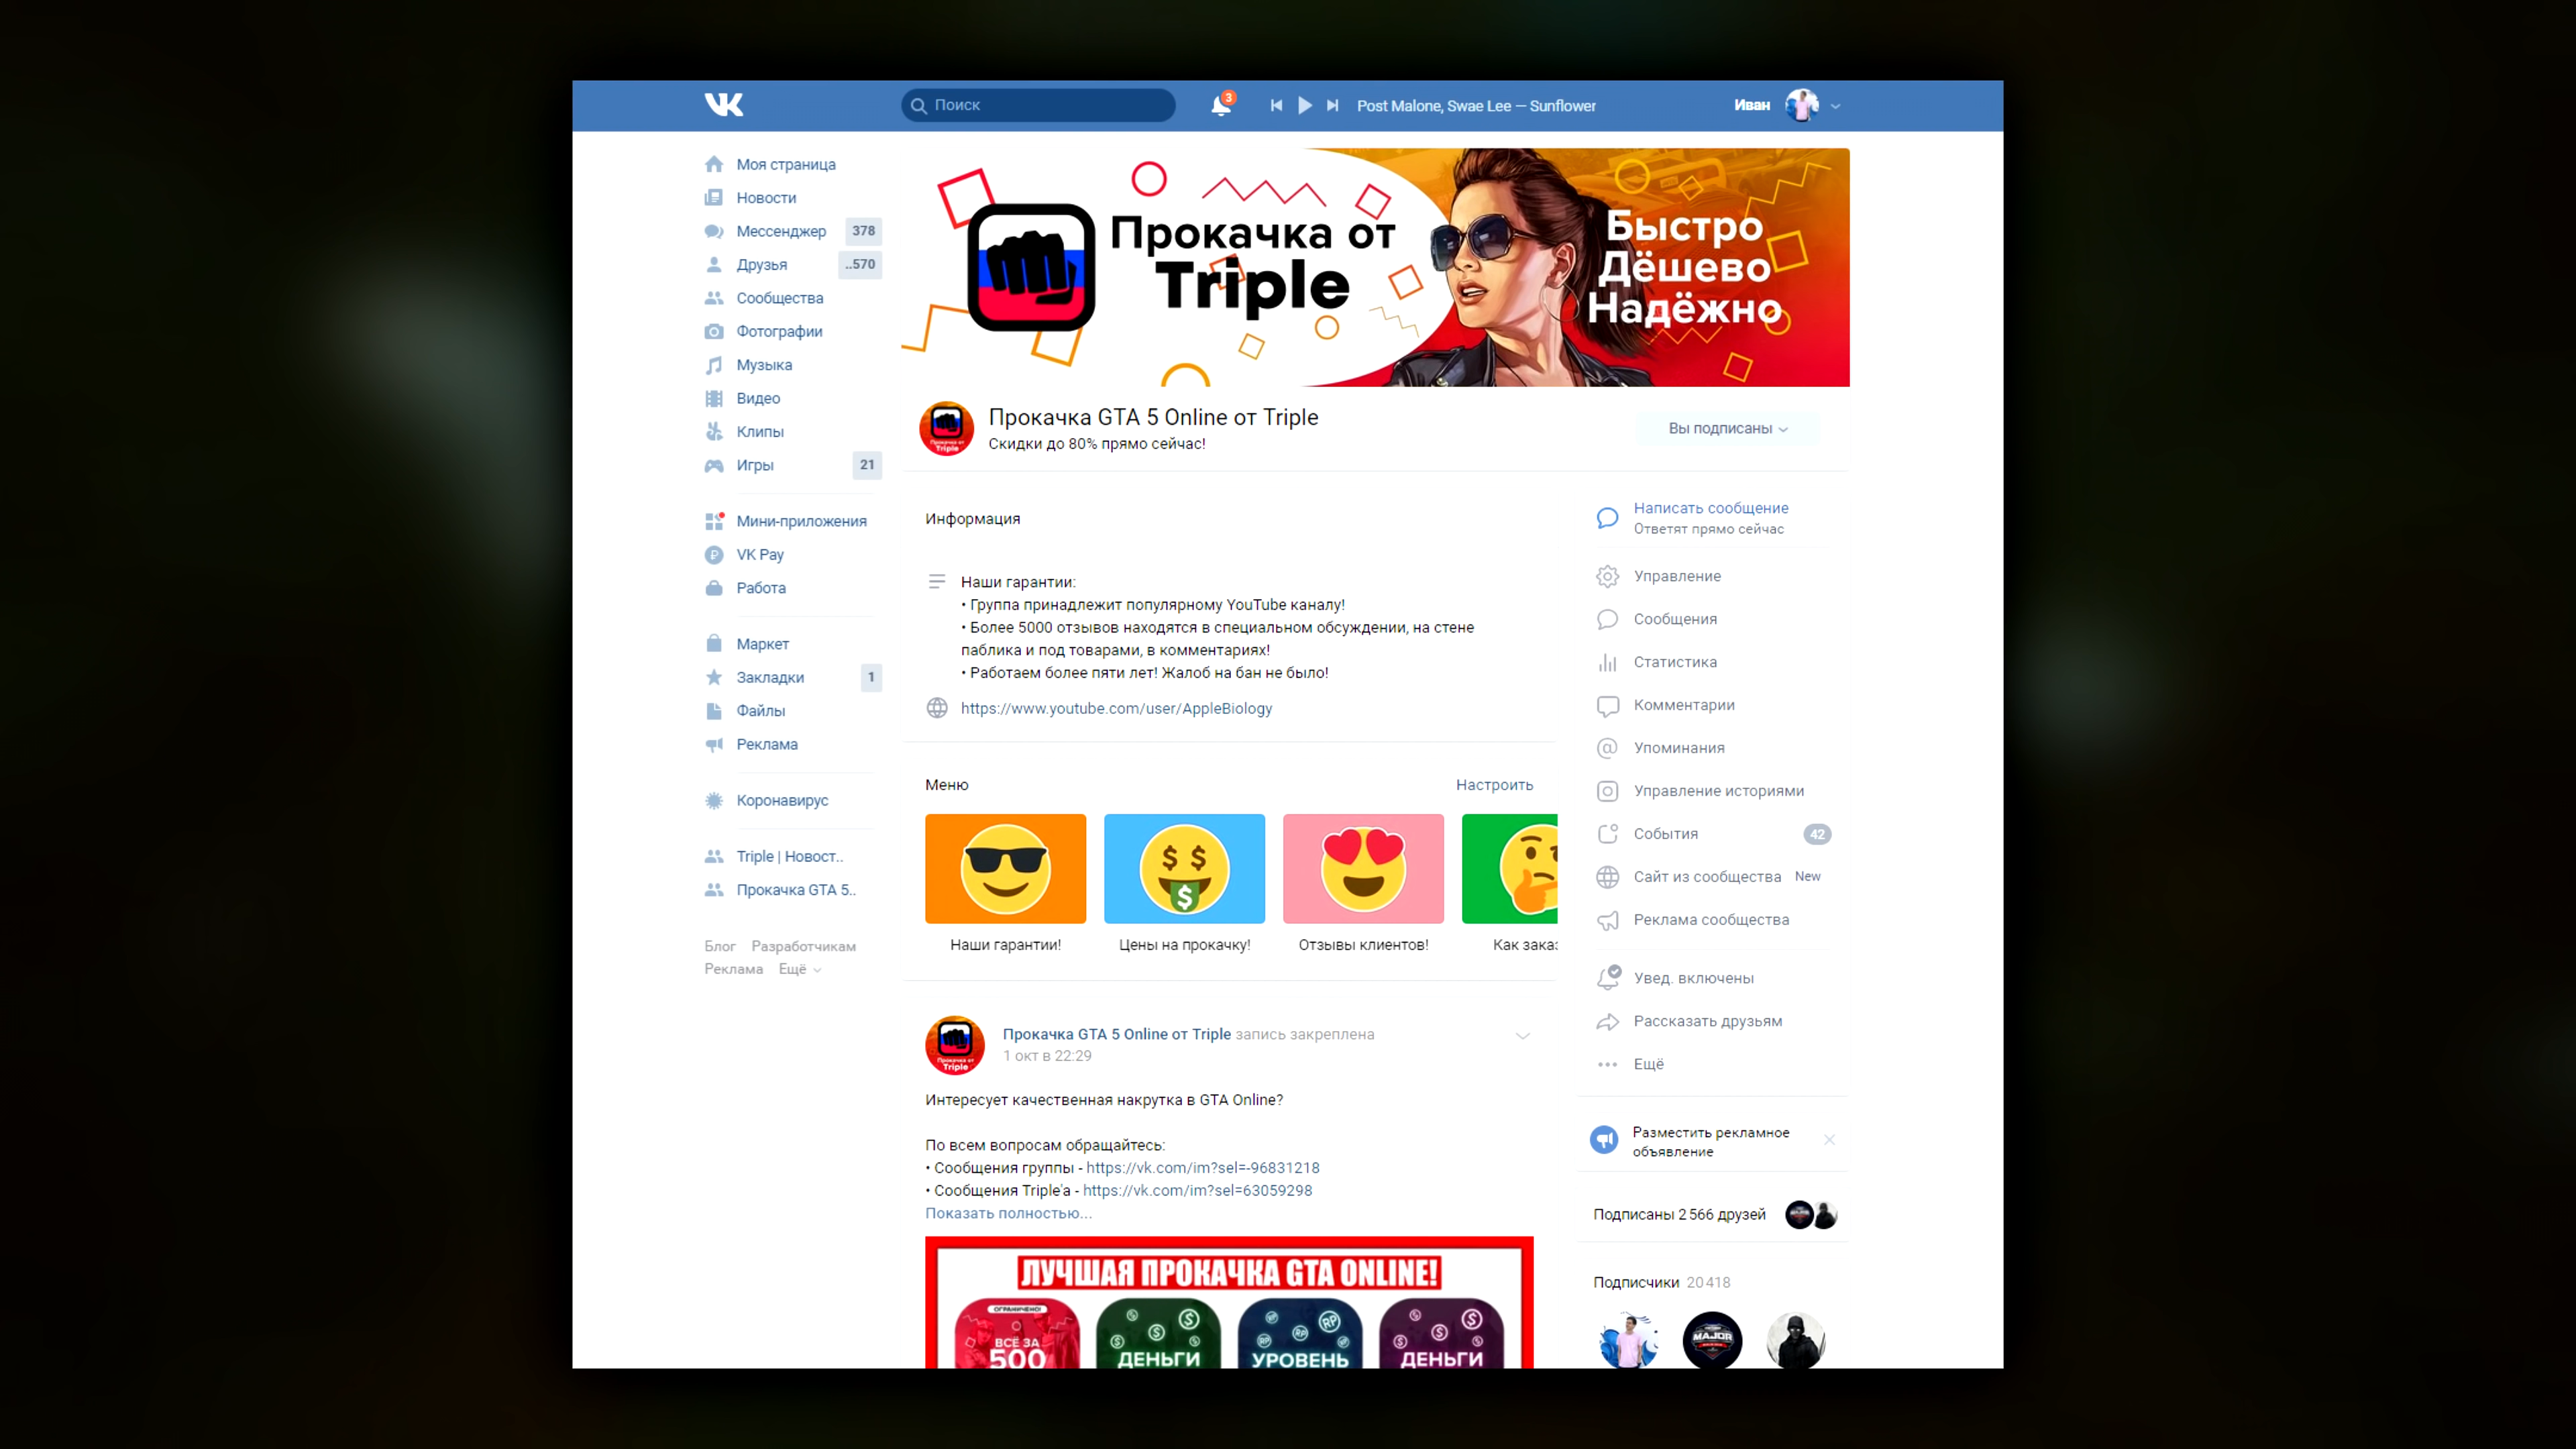 Поиск
3
Post Malone, Swae Lee — Sunflower
Иван
Моя страница
Новости
Мессенджер 378
Друзья ..570
Сообщества
Фотографии
Музыка
Видео
Клипы
Игры 21
Мини-приложения
VK Pay
Работа
Маркет
Закладки 1
Файлы
Реклама
Коронавирус
Triple | Новост..
Прокачка GTA 5..
Блог Разработчикам
Реклама Ещё
Прокачка от
Triple
Быстро
Дёшево
Надёжно
Прокачка GTA 5 Online от Triple
Скидки до 80% прямо сейчас!
Вы подписаны
Информация
Наши гарантии:
• Группа принадлежит популярному YouTube каналу!
• Более 5000 отзывов находятся в специальном обсуждении, на стене
паблика и под товарами, в комментариях!
• Работаем более пяти лет! Жалоб на бан не было!
https://www.youtube.com/user/AppleBiology
Меню Настроить
Наши гарантии! Цены на прокачку! Отзывы клиентов! Как заказ
Прокачка GTA 5 Online от Triple запись закреплена
1 окт в 22:29
Интересует качественная накрутка в GTA Online?
По всем вопросам обращайтесь:
• Сообщения группы - https://vk.com/im?sel=-96831218
• Сообщения Triple'a - https://vk.com/im?sel=63059298
Показать полностью...
ЛУЧШАЯ ПРОКАЧКА GTA ONLINE!
ОГРАНИЧЕНО!
ВСЁ ЗА
500 ДЕНЬГИ УРОВЕНЬ ДЕНЬГИ
Написать сообщение
Ответят прямо сейчас
Управление
Сообщения
Статистика
Комментарии
Упоминания
Управление историями
События 42
Сайт из сообщества New
Реклама сообщества
Увед. включены
Рассказать друзьям
Ещё
Разместить рекламное
объявление
Подписаны 2 566 друзей
Подписчики 20 418
MAJOR